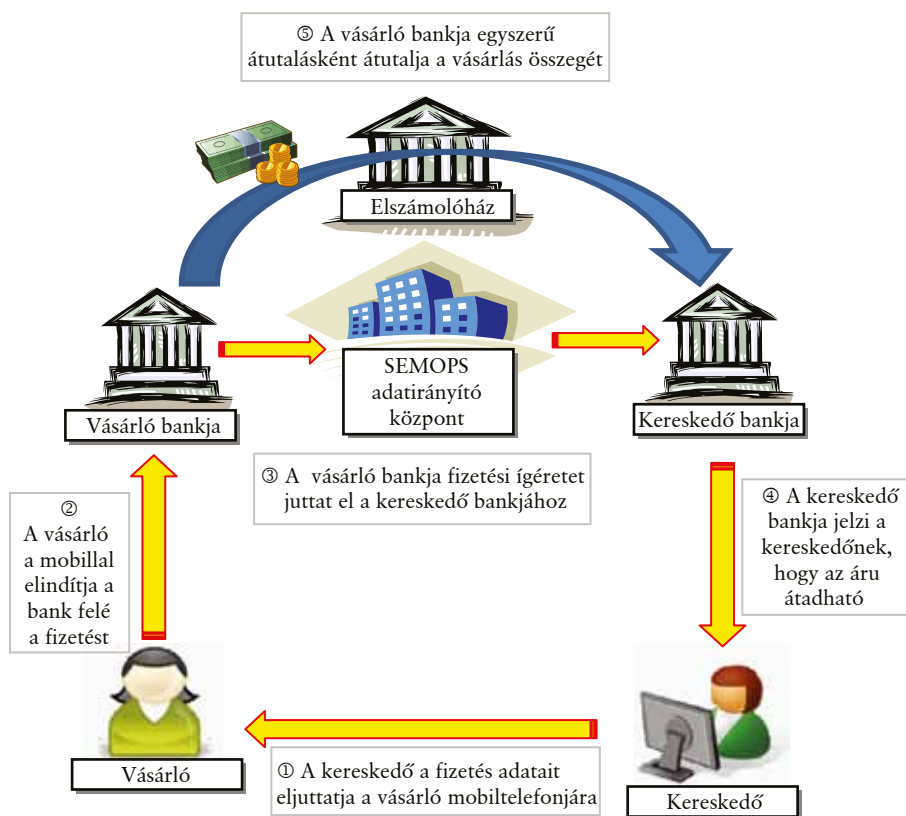 ⑤ A vásárló bankja egyszerű
átutalásként átutalja a vásárlás összegét
Elszámolóház
SEMOPS
adatirányító
központ
Vásárló bankja
Kereskedő bankja
③ A vásárló bankja fizetési ígéretet
juttat el a kereskedő bankjához
②
A vásárló
a mobillal
elindítja a
bank felé
a fizetést
④ A kereskedő
bankja jelzi a
kereskedőnek,
hogy az áru
átadható
Vásárló
① A kereskedő a fizetés adatait
eljuttatja a vásárló mobiltelefonjára
Kereskedő